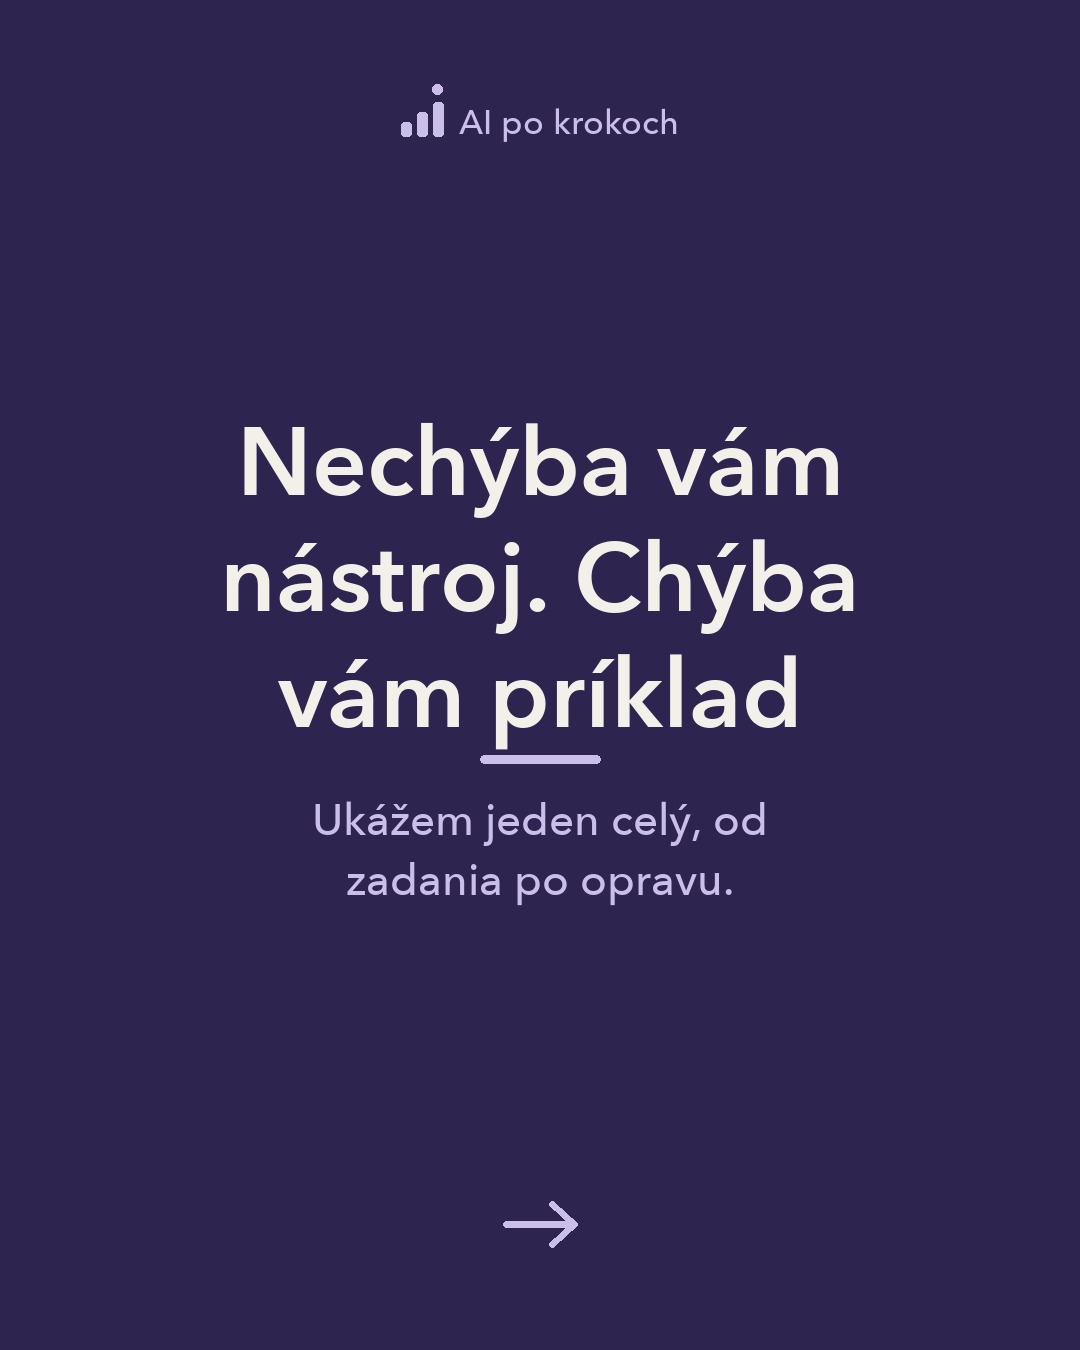 AI po krokoch
Nechýba vám
nástroj. Chýba
vám príklad
Ukážem jeden celý, od
zadania po opravu.